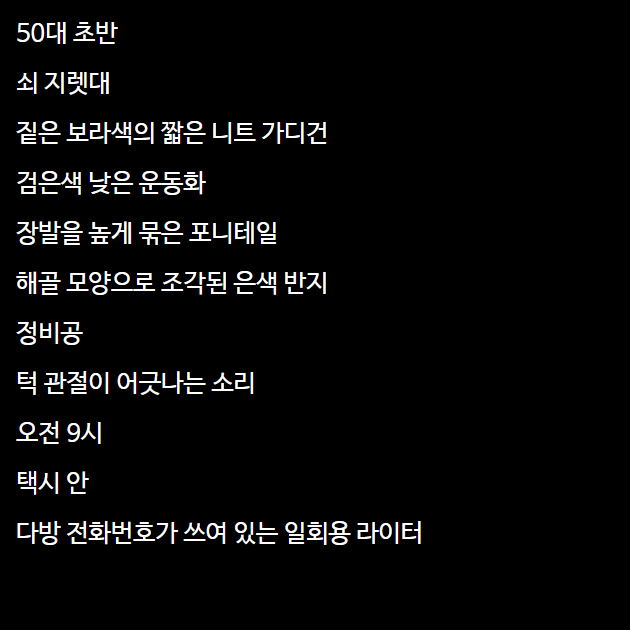 50대 초반
쇠 지렛대
짙은 보라색의 짧은 니트 가디건
검은색 낮은 운동화
장발을 높게 묶은 포니테일
해골 모양으로 조각된 은색 반지
정비공
턱 관절이 어긋나는 소리
오전 9시
택시 안
다방 전화번호가 쓰여 있는 일회용 라이터